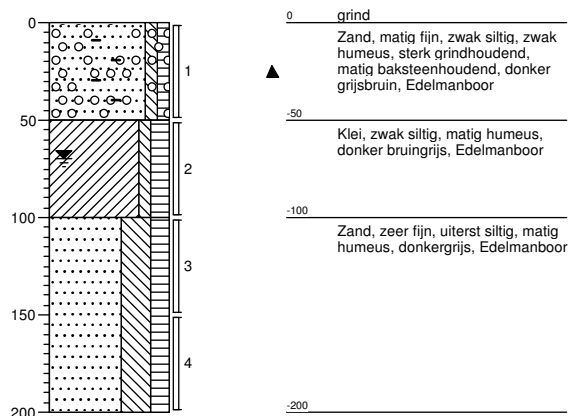 0
50
100
150
200
1
2
3
4
0
grind
Zand, matig fijn, zwak siltig, zwak
humeus, sterk grindhoudend,
matig baksteenhoudend, donker
grijsbruin, Edelmanboor
-50
Klei, zwak siltig, matig humeus,
donker bruingrijs, Edelmanboor
-100
Zand, zeer fijn, uiterst siltig, matig
humeus, donkergrijs, Edelmanboor
-200